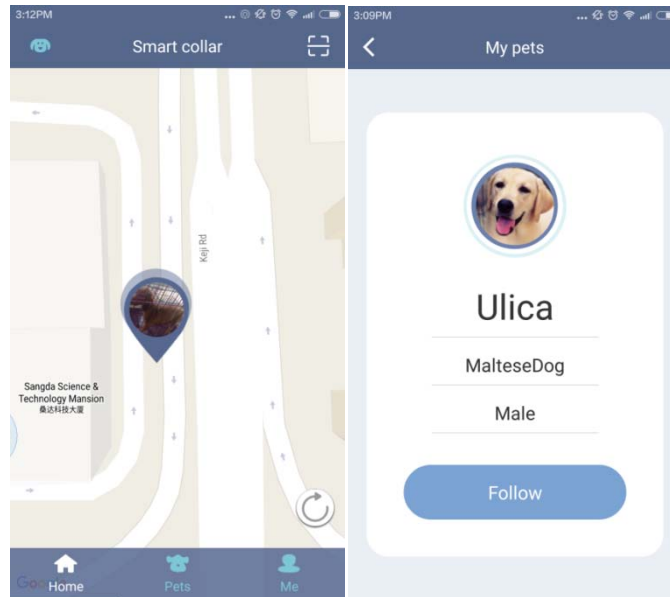 3:12PM
Smart collar
Keji Rd
Sangda Science &
Technology Mansion
桑达科技大厦
Home
Pets
Me
3:09PM
My pets
Ulica
MalteseDog
Male
Follow